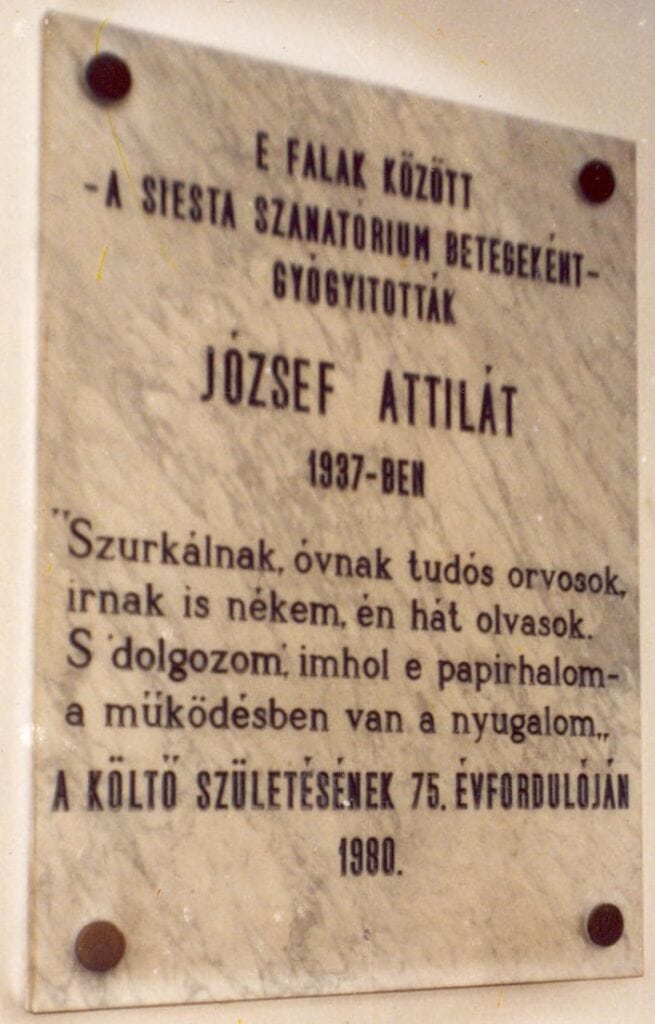 E FALAK KÖZÖTT
-A SIESTA SZANATÓRIUM BETEGEKÉNT-
GYÓGYITOTTÁK
JÓZSEF ATTILÁT
1937-BEN
"Szurkálnak, óvnak tudós orvosok,
irnak is nékem, én hát olvasok.
S 'dolgozom', imhol e papirhalom-
a müködésben van a nyugalom„
A KÖLTŐ SZÜLETÉSÉNEK 75. ÉVFORDULÓJÁN
1980.